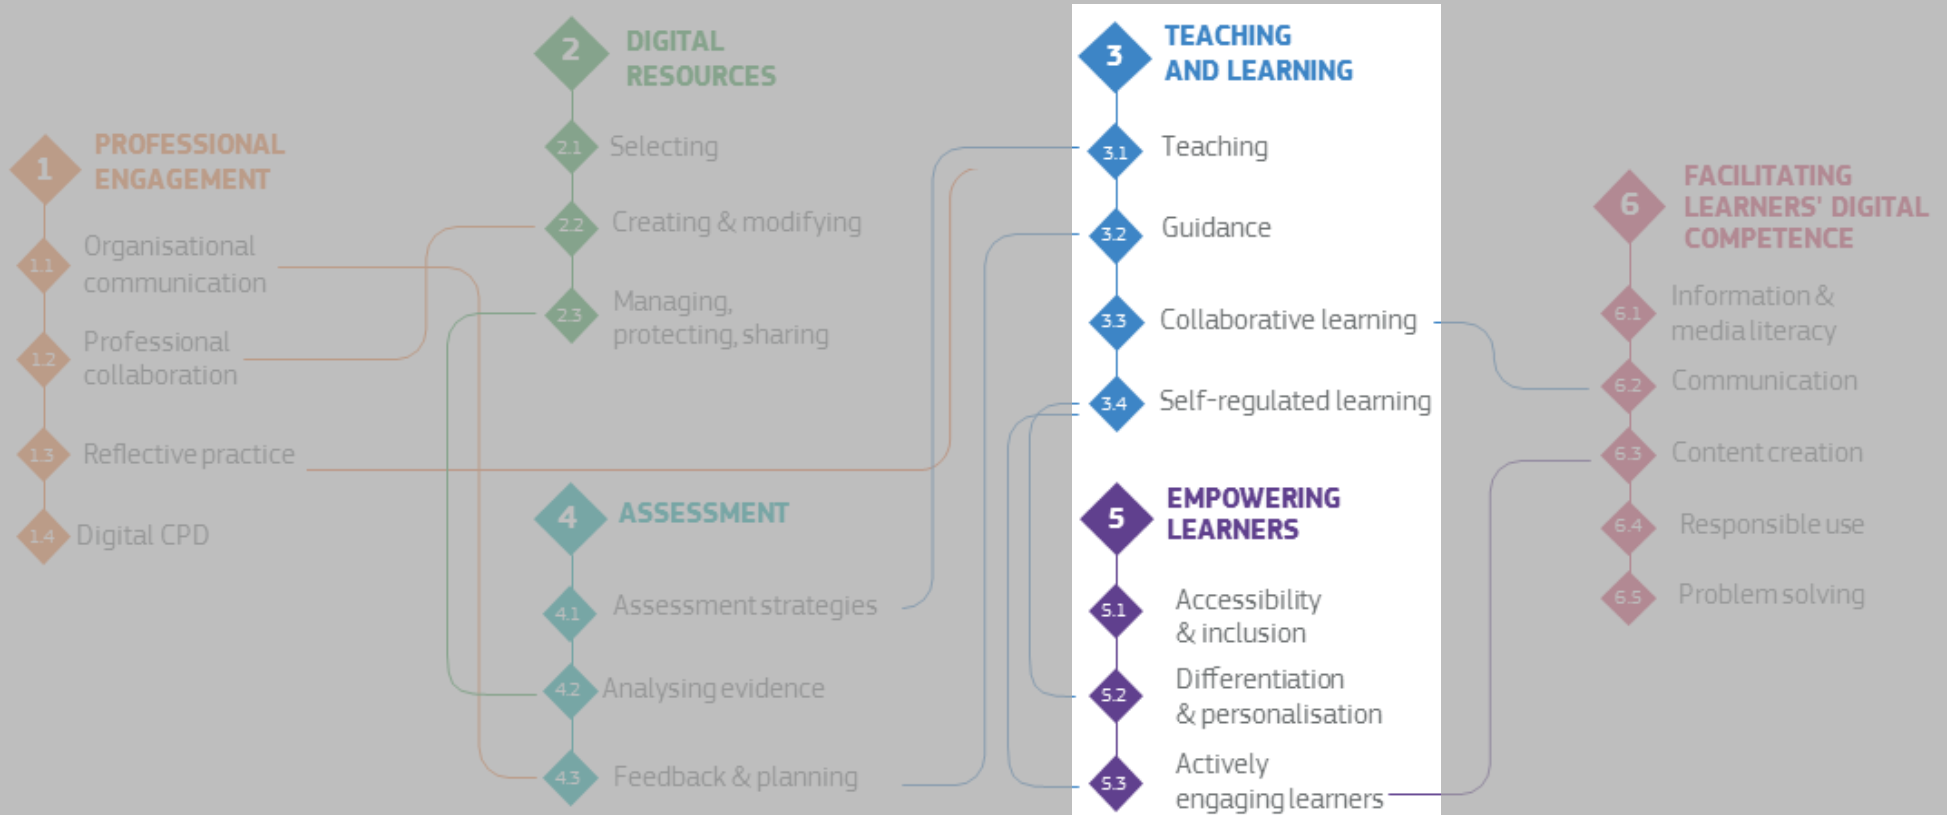 1
PROFESSIONAL
ENGAGEMENT
1.1
Organisational
communication
1.2
Professional
collaboration
1.3
Reflective practice
1.4
Digital CPD
2
DIGITAL
RESOURCES
2.1
Selecting
2.2
Creating & modifying
2.3
Managing,
protecting, sharing
4
ASSESSMENT
4.1
Assessment strategies
4.2
Analysing evidence
4.3
Feedback & planning
3
TEACHING
AND LEARNING
3.1
Teaching
3.2
Guidance
3.3
Collaborative learning
3.4
Self-regulated learning
5
EMPOWERING
LEARNERS
5.1
Accessibility
& inclusion
5.2
Differentiation
& personalisation
5.3
Actively
engaging learners
6
FACILITATING
LEARNERS' DIGITAL
COMPETENCE
6.1
Information &
media literacy
6.2
Communication
6.3
Content creation
6.4
Responsible use
6.5
Problem solving